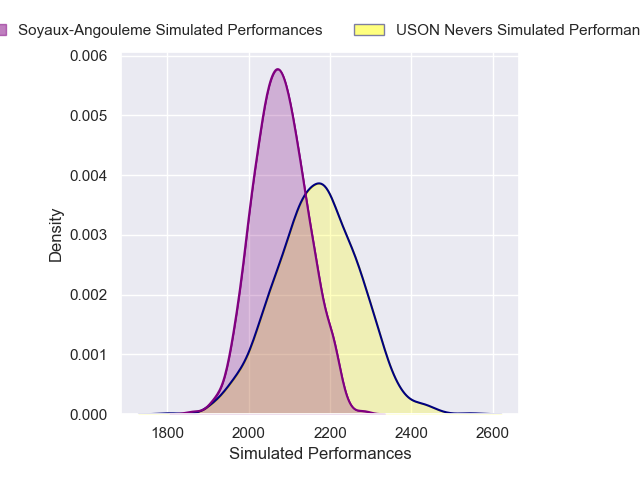 Soyaux-Angouleme Simulated Performances
USON Nevers Simulated Performan
0.006
0.005
0.004
0.003
0.002
0.001
0.000
Density
1800 2000 2200 2400 2600
Simulated Performances